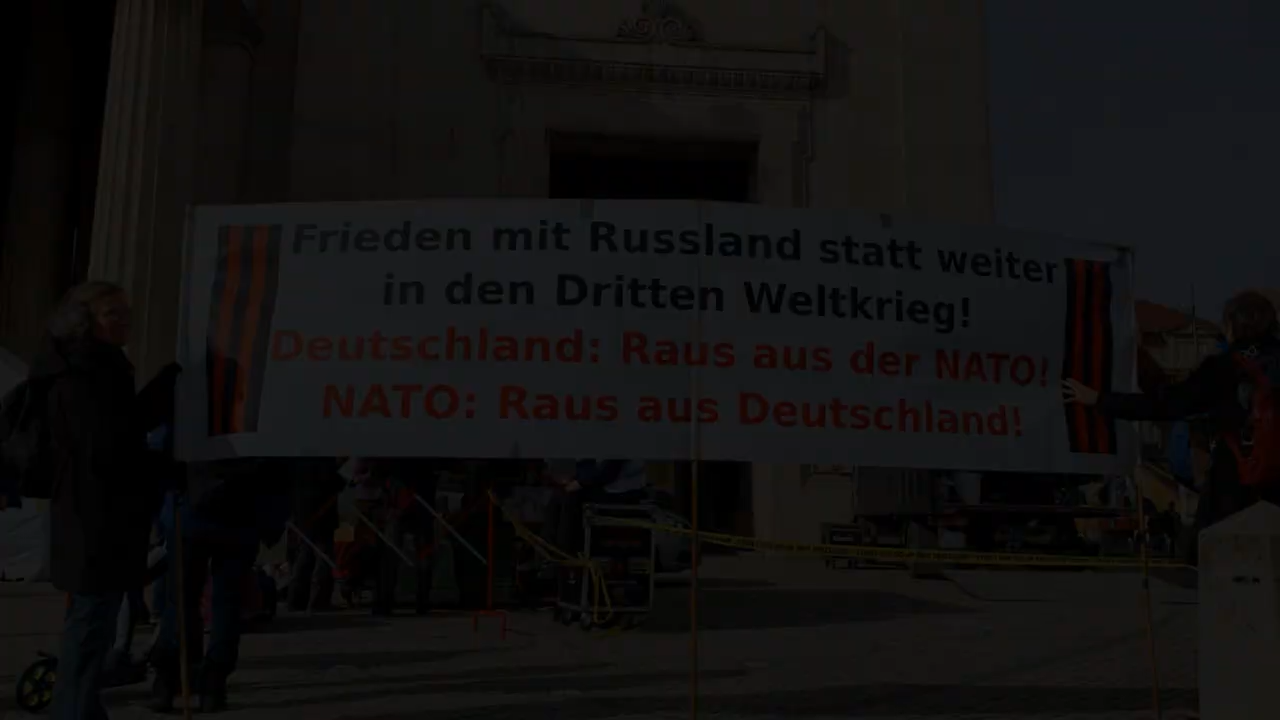 Frieden mit Russland statt weiter
in den Dritten Weltkrieg!
Deutschland: Raus aus der NATO!
NATO: Raus aus Deutschland!